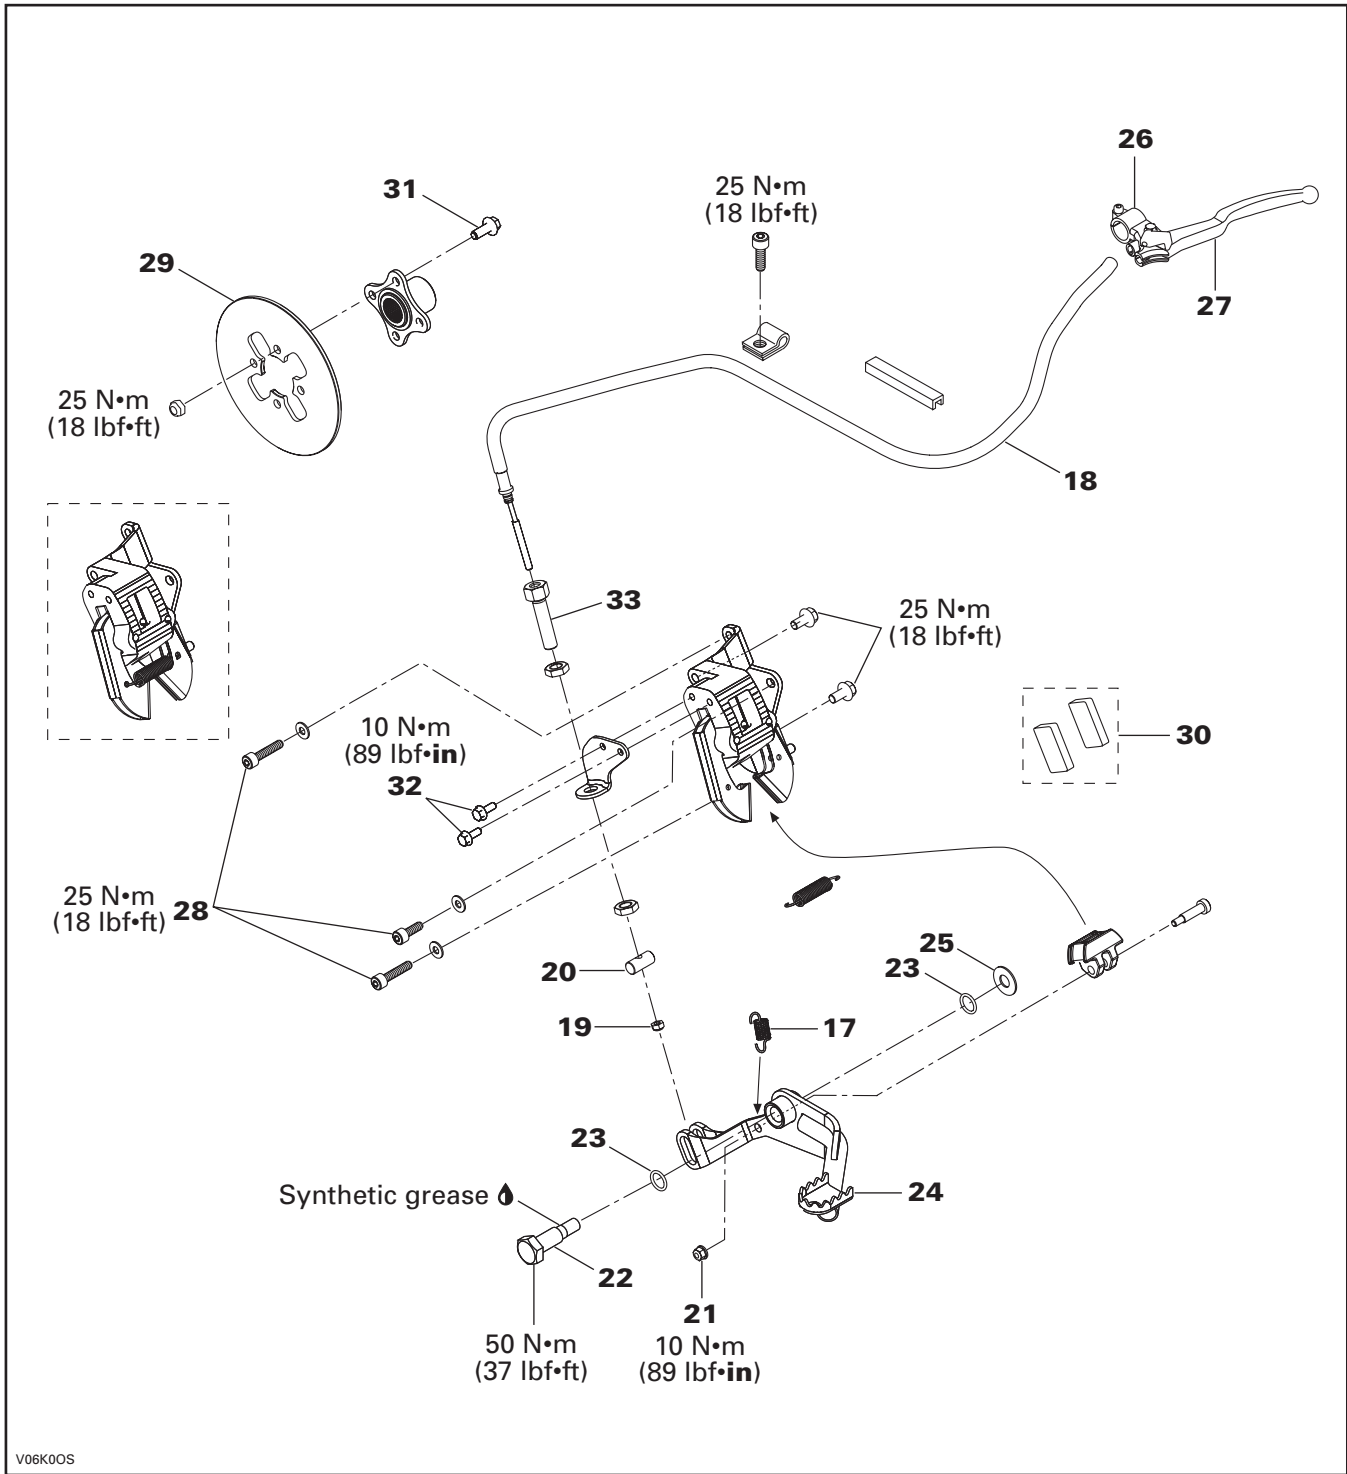 26
25 N•m
(18 lbf•ft)
31
29
27
25 N•m
(18 lbf•ft)
18
33
25 N•m
(18 lbf•ft)
10 N•m
(89 lbf•in)
32
30
25 N•m
(18 lbf•ft)
28
25
23
20
19
17
23
24
Synthetic grease
22
21
50 N•m
(37 lbf•ft)
10 N•m
(89 lbf•in)
V06K0OS